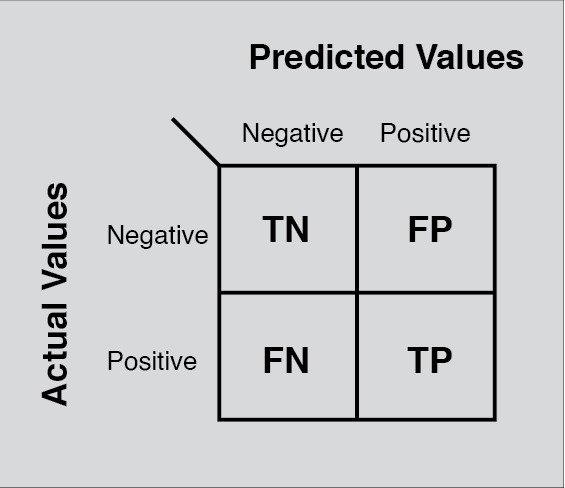 Predicted Values
Negative Positive
Actual Values
Negative TN FP
Positive FN TP